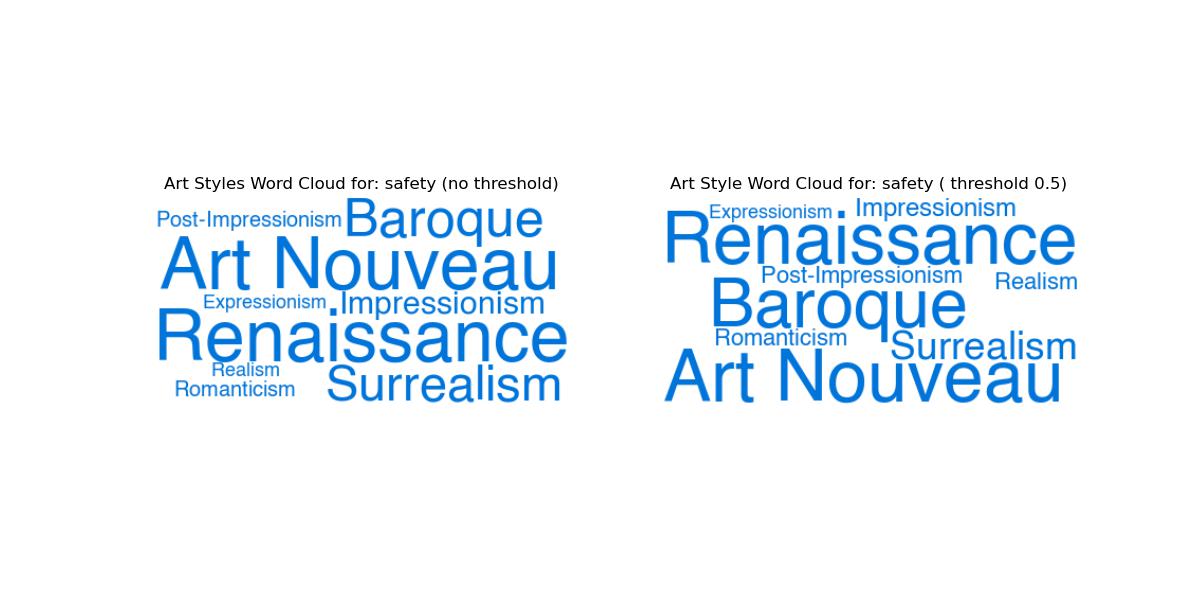 Art Styles Word Cloud for: safety (no threshold)
Post-Impressionism Baroque
Art Nouveau
Expressionism Impressionism
Renaissance
Realism
Romanticism Surrealism
Art Style Word Cloud for: safety ( threshold 0.5)
Expressionism Impressionism
Renaissance
Post-Impressionism Realism
Baroque
Romanticism Surrealism
Art Nouveau